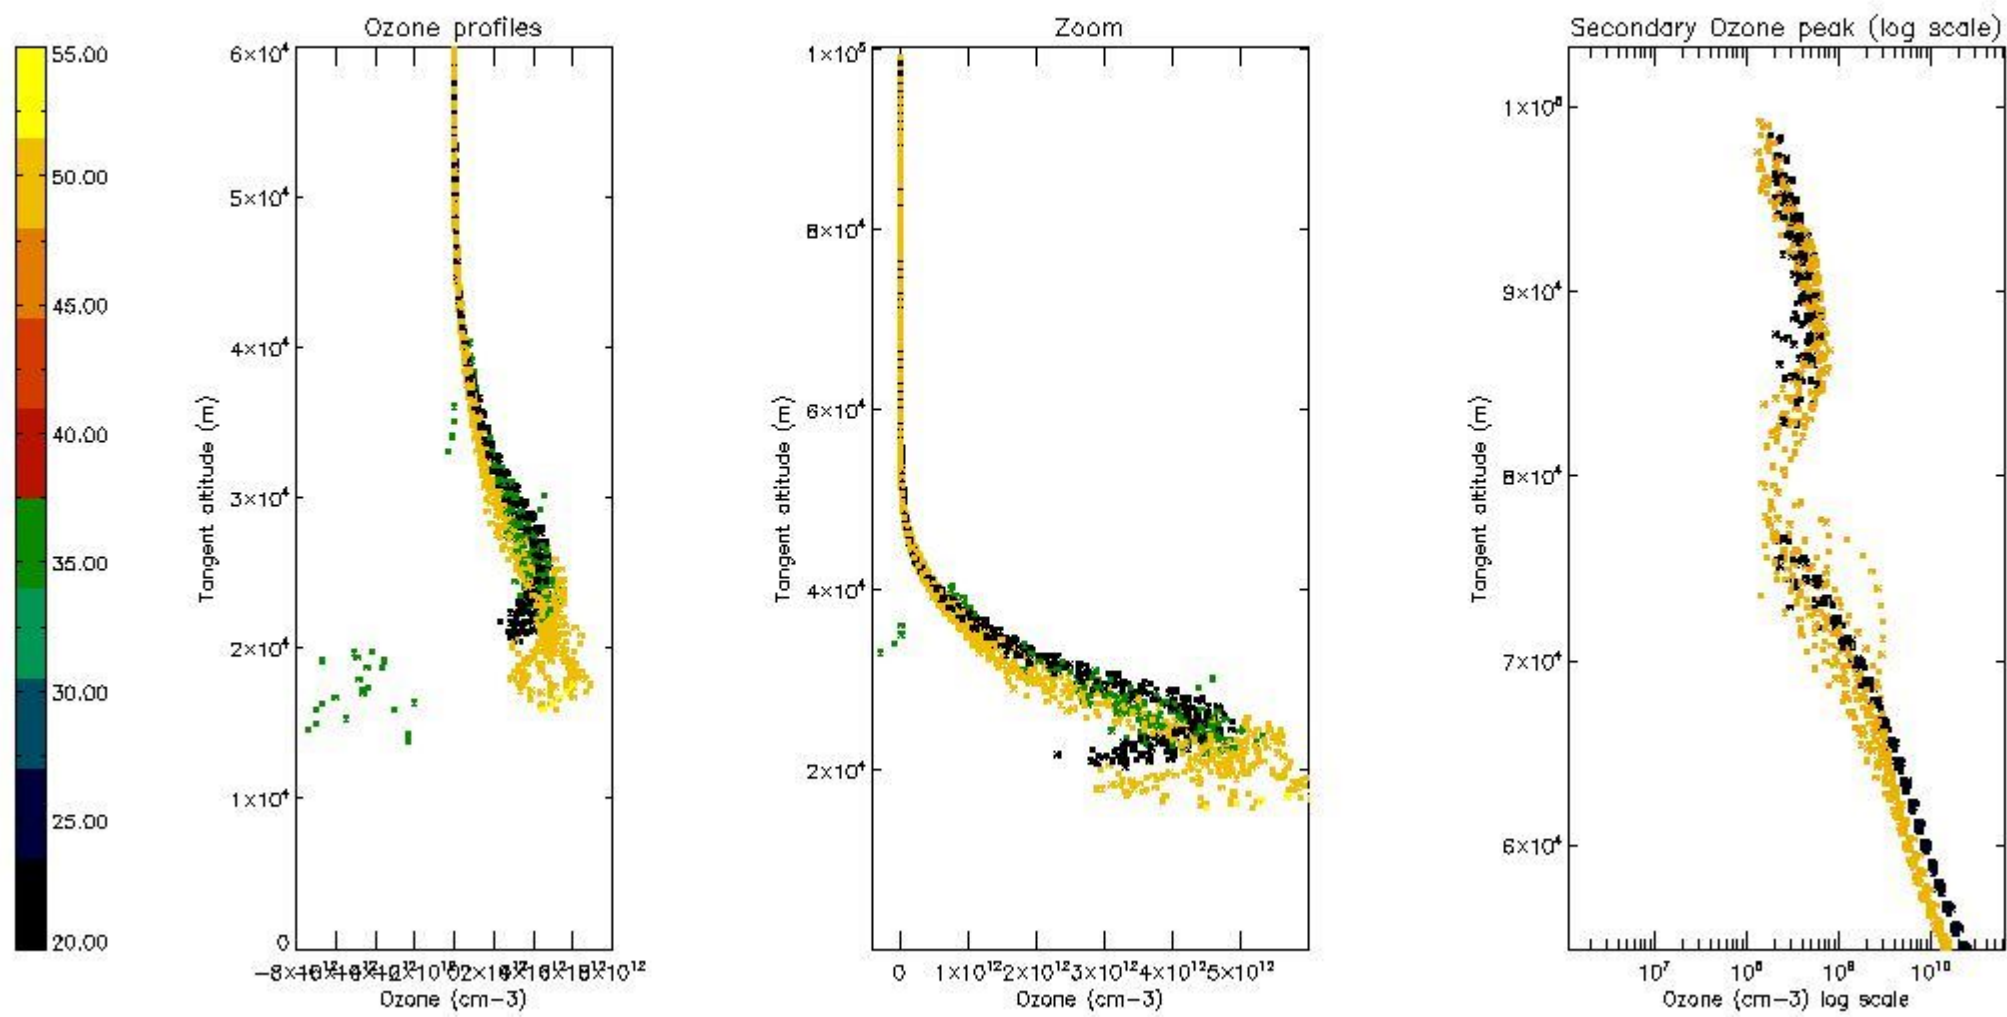 Ozone profiles
Zoom
Secondary Ozone peak (log scale)
55.00
50.00
45.00
40.00
35.00
30.00
25.00
20.00
6×10⁴
5×10⁴
4×10⁴
3×10⁴
2×10⁴
1×10⁴
0
Tangent altitude (m)
Ozone (cm−3)
1×10⁵
8×10⁴
6×10⁴
4×10⁴
2×10⁴
Tangent altitude (m)
0 1×10¹² 2×10¹² 3×10¹² 4×10¹² 5×10¹²
Ozone (cm−3)
9×10⁴
8×10⁴
7×10⁴
6×10⁴
Tangent altitude (m)
10⁷ 10⁸ 10⁹ 10¹⁰
Ozone (cm−3) log scale